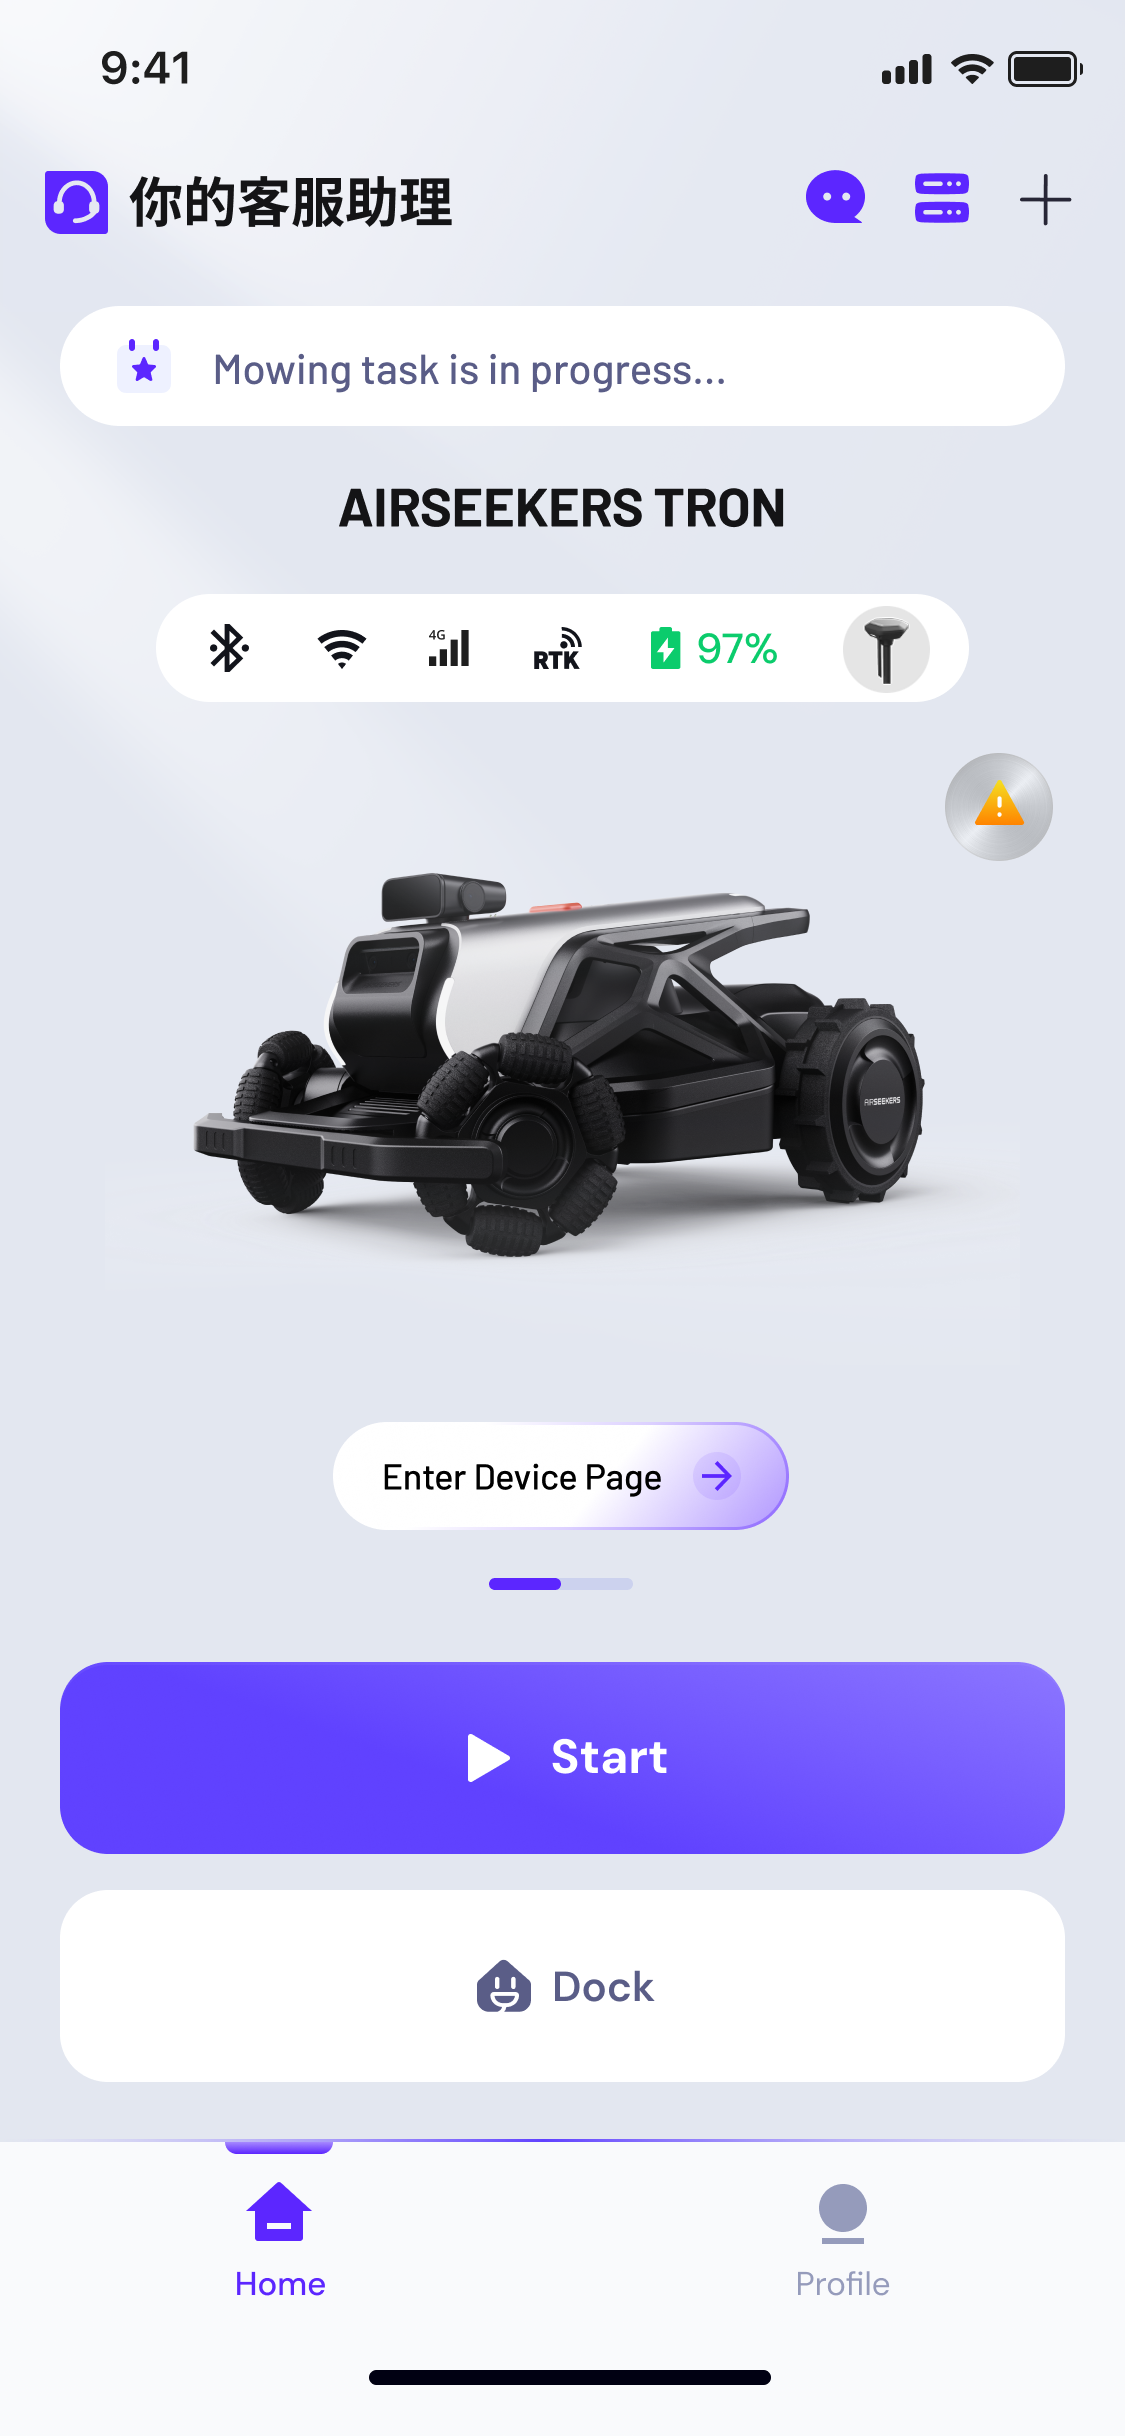 9:41
你的客服助理
Mowing task is in progress...
AIRSEEKERS TRON
4G
RTK
97%
AIRSEEKERS
Enter Device Page
Start
Dock
Home
Profile